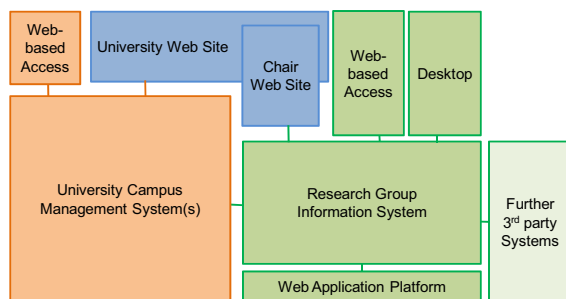 Web-
based
Access
University Web Site
Chair
Web Site
Web-
based
Access
Desktop
University Campus
Management System(s)
Research Group
Information System
Further
3rd party
Systems
Web Application Platform